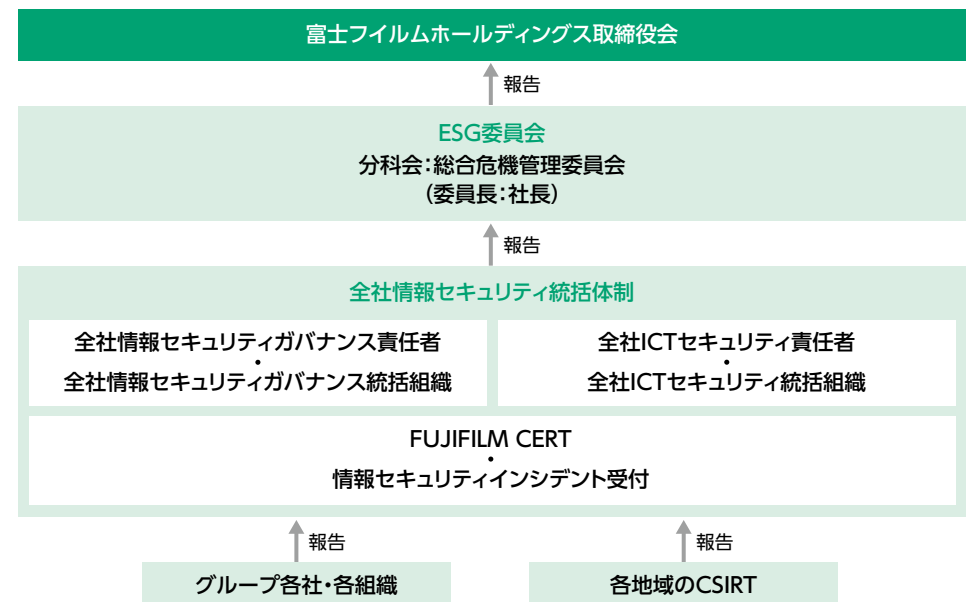 富士フイルムホールディングス取締役会
報告
ESG委員会
分科会：総合危機管理委員会
（委員長：社長）
報告
全社情報セキュリティ統括体制
全社情報セキュリティガバナンス責任者
・
全社情報セキュリティガバナンス統括組織
全社ICTセキュリティ責任者
・
全社ICTセキュリティ統括組織
FUJIFILM CERT
・
情報セキュリティインシデント受付
報告
報告
グループ各社・各組織
各地域のCSIRT